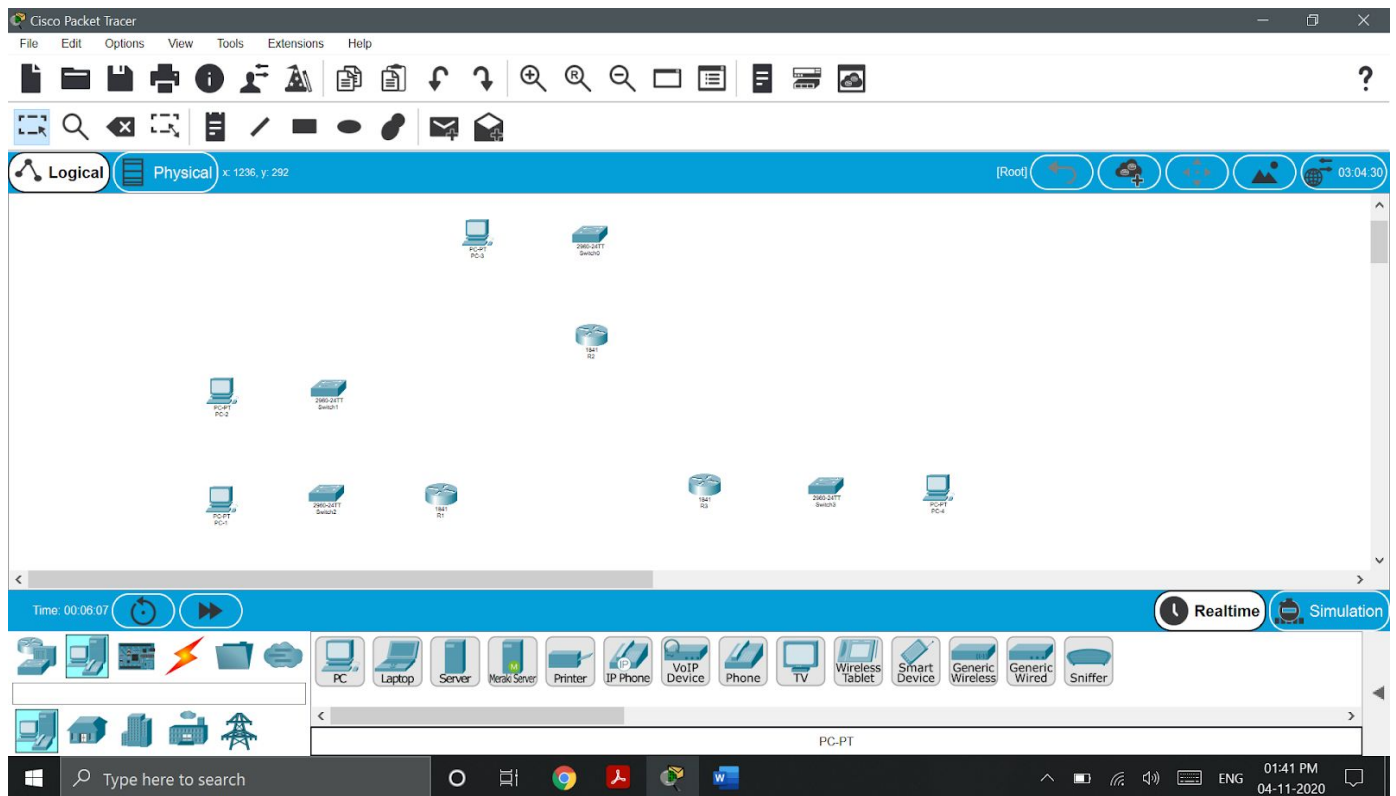 Cisco Packet Tracer
File Edit Options View Tools Extensions Help
Logical
Physical
x: 1236, y: 292
[Root]
03:04:30
PC-PT
PC-3
2960-24TT
Switch0
1841
R2
PC-PT
PC-2
2960-24TT
Switch1
PC-PT
PC-1
2960-24TT
Switch2
1841
R1
1841
R3
2960-24TT
Switch3
PC-PT
PC-4
Time: 00:06:07
Realtime
Simulation
PC
Laptop
Server
Meraki Server
Printer
IP Phone
VoIP Device
Phone
TV
Wireless Tablet
Smart Device
Generic Wireless
Generic Wired
Sniffer
PC-PT
Type here to search
ENG
01:41 PM
04-11-2020